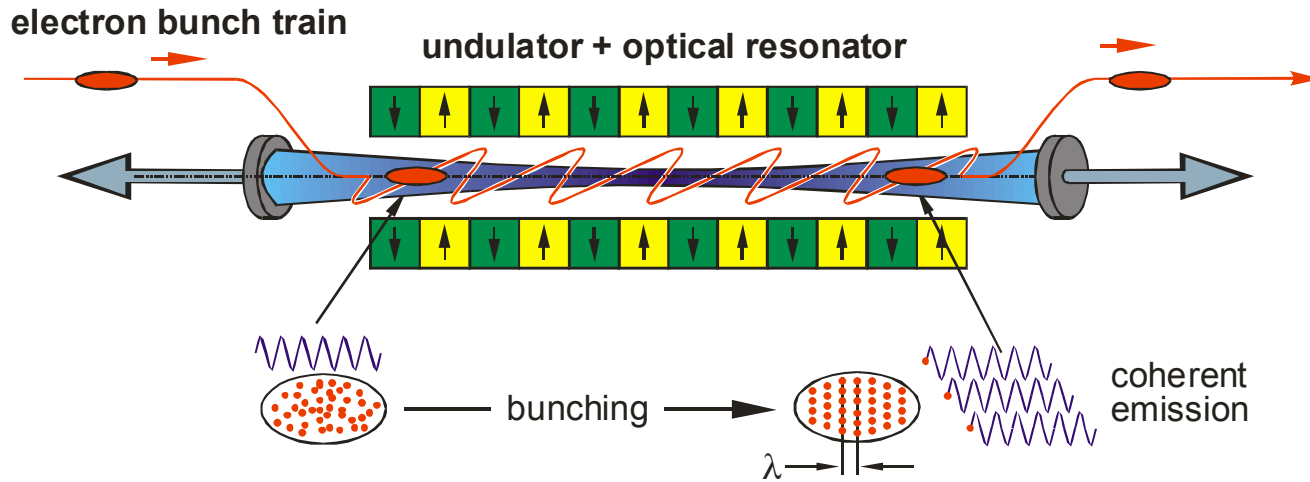 electron bunch train
undulator + optical resonator
bunching
coherent
emission
λ